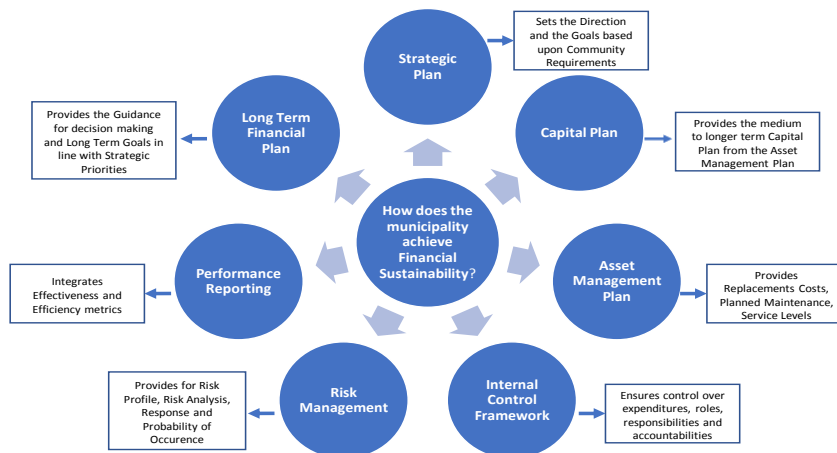 Strategic
Plan
Sets the Direction
and the Goals based
upon Community
Requirements
Capital Plan
Provides the medium
to longer term Capital
Plan from the Asset
Management Plan
Asset
Management
Plan
Provides
Replacements Costs,
Planned Maintenance,
Service Levels
Internal
Control
Framework
Ensures control over
expenditures, roles,
responsibilities and
accountabilities
Risk
Management
Provides for Risk
Profile, Risk Analysis,
Response and
Probability of
Occurence
Performance
Reporting
Integrates
Effectiveness and
Efficiency metrics
Long Term
Financial
Plan
Provides the Guidance
for decision making
and Long Term Goals in
line with Strategic
Priorities
How does the
municipality
achieve
Financial
Sustainability?